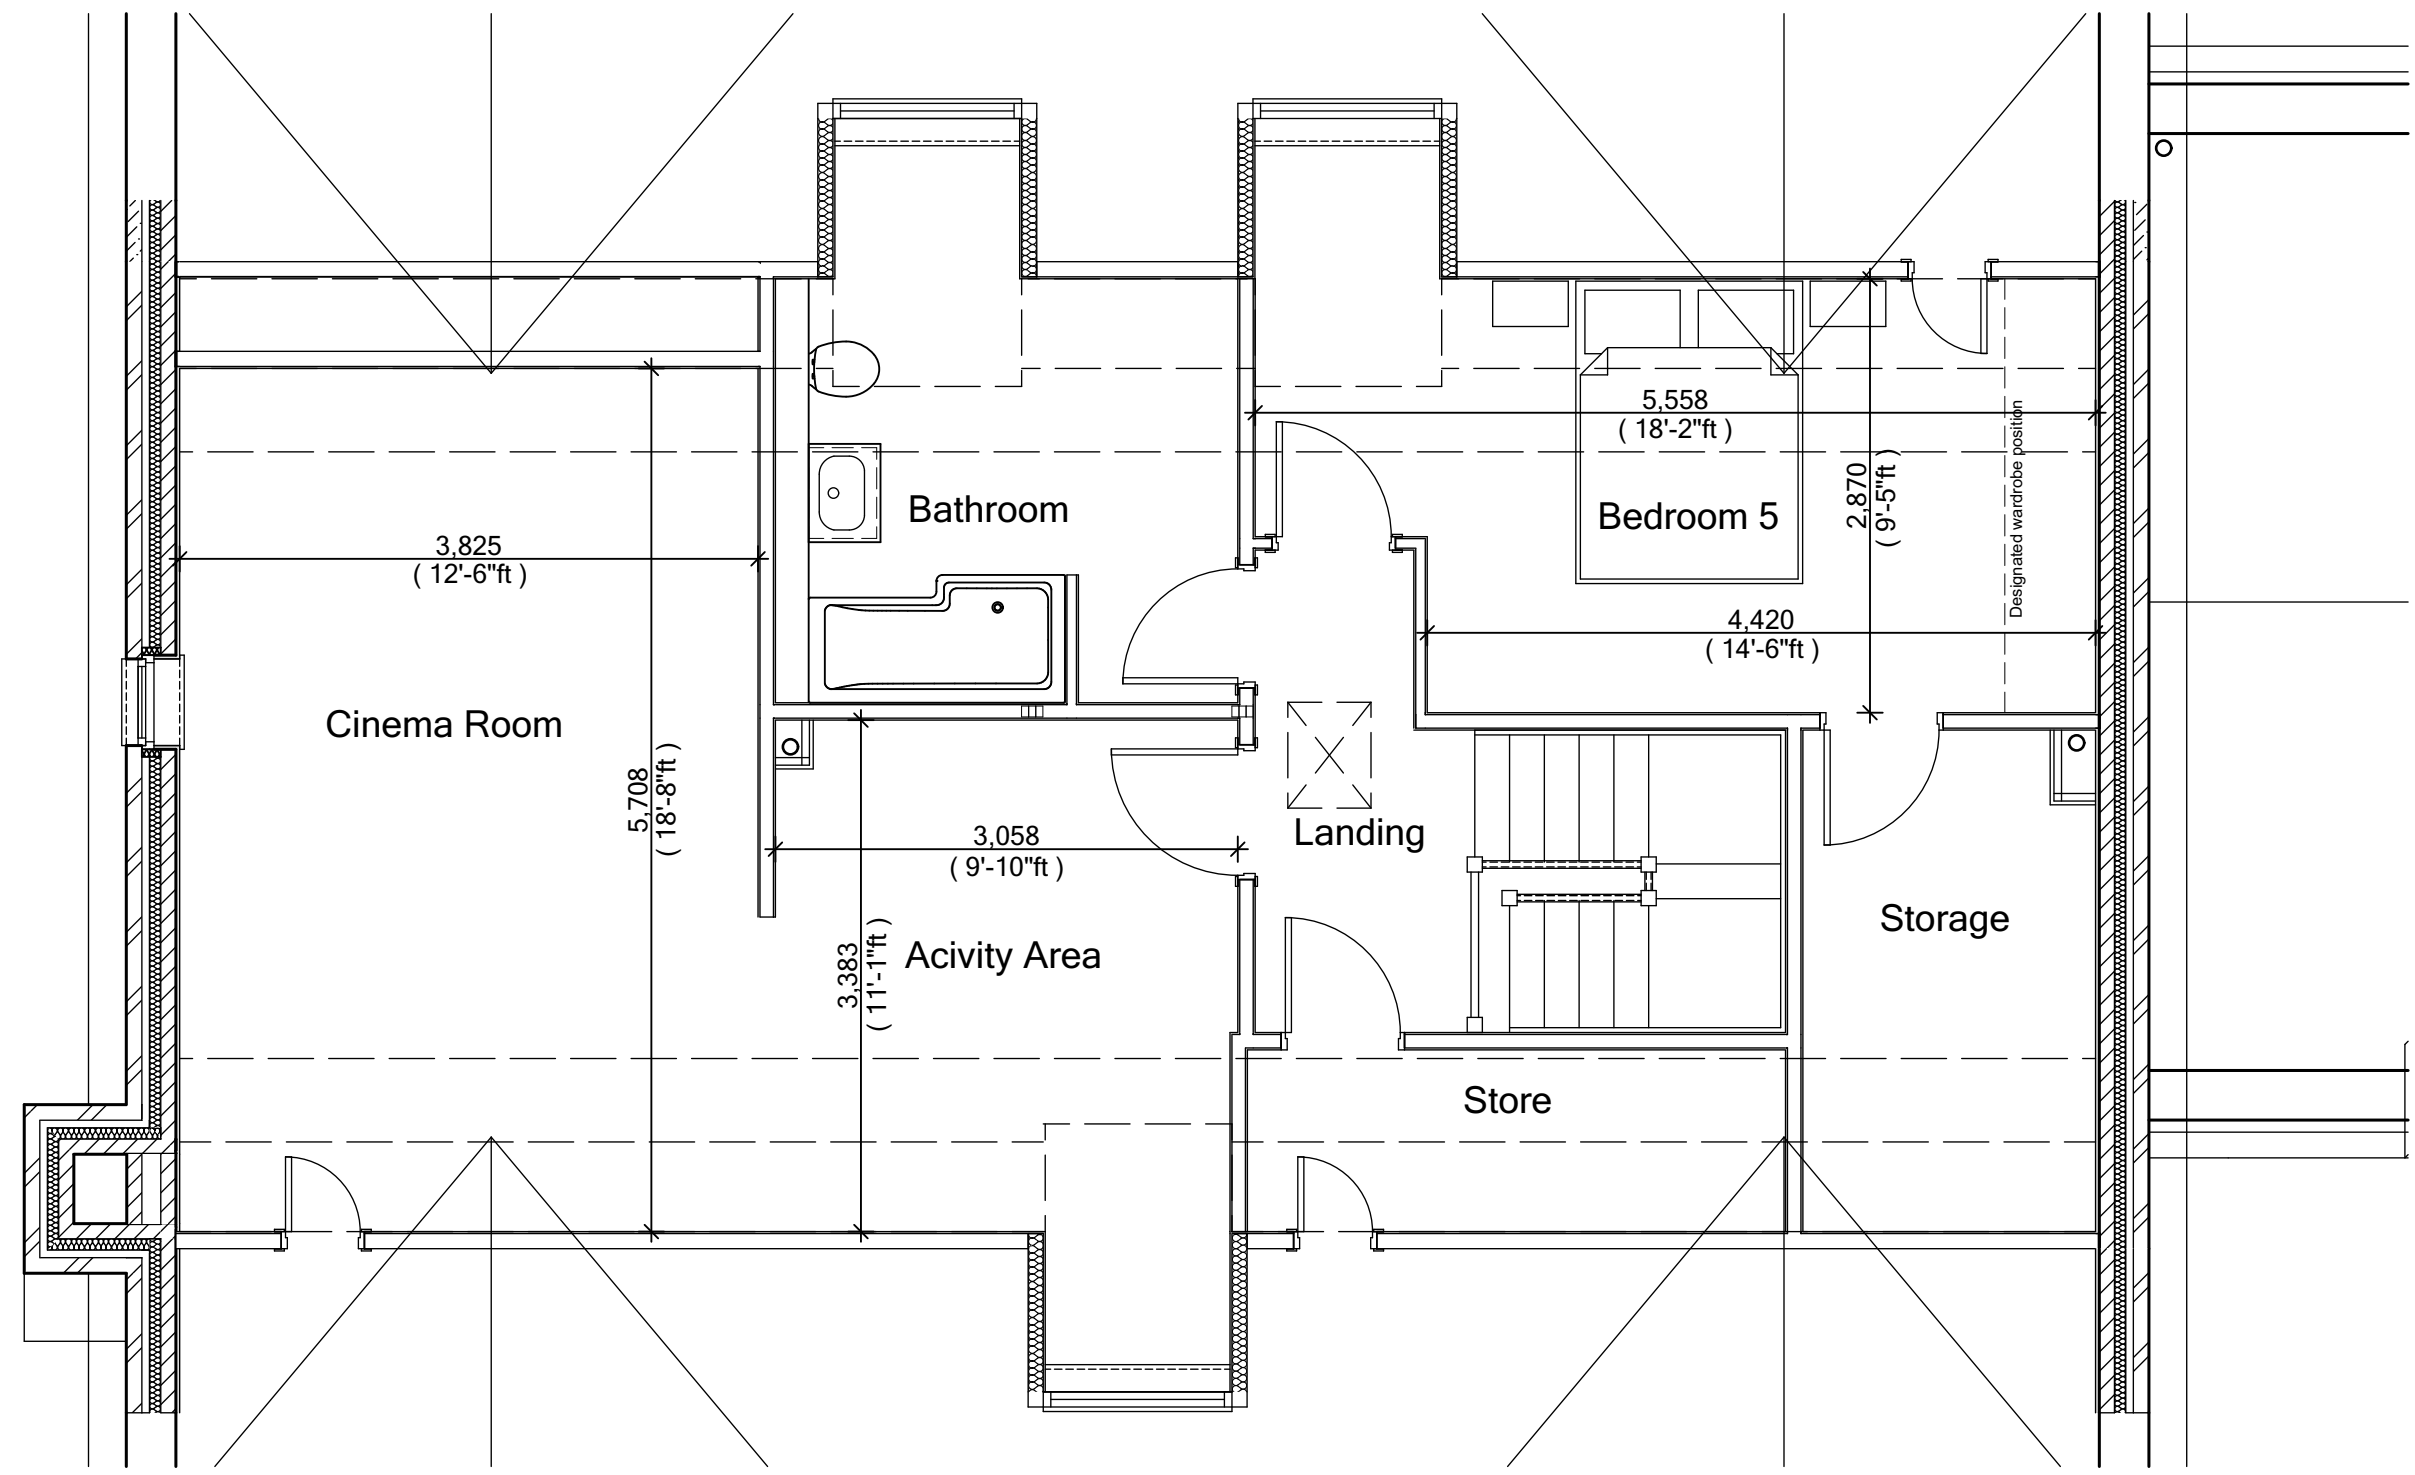 5,558
( 18'-2"ft )
Bathroom
Bedroom 5
2,870
( 9'-5"ft )
Designated wardrobe position
3,825
( 12'-6"ft )
4,420
( 14'-6"ft )
Cinema Room
5,708
( 18'-8"ft )
3,058
( 9'-10"ft )
Landing
3,383
( 11'-1"ft )
Acivity Area
Storage
Store